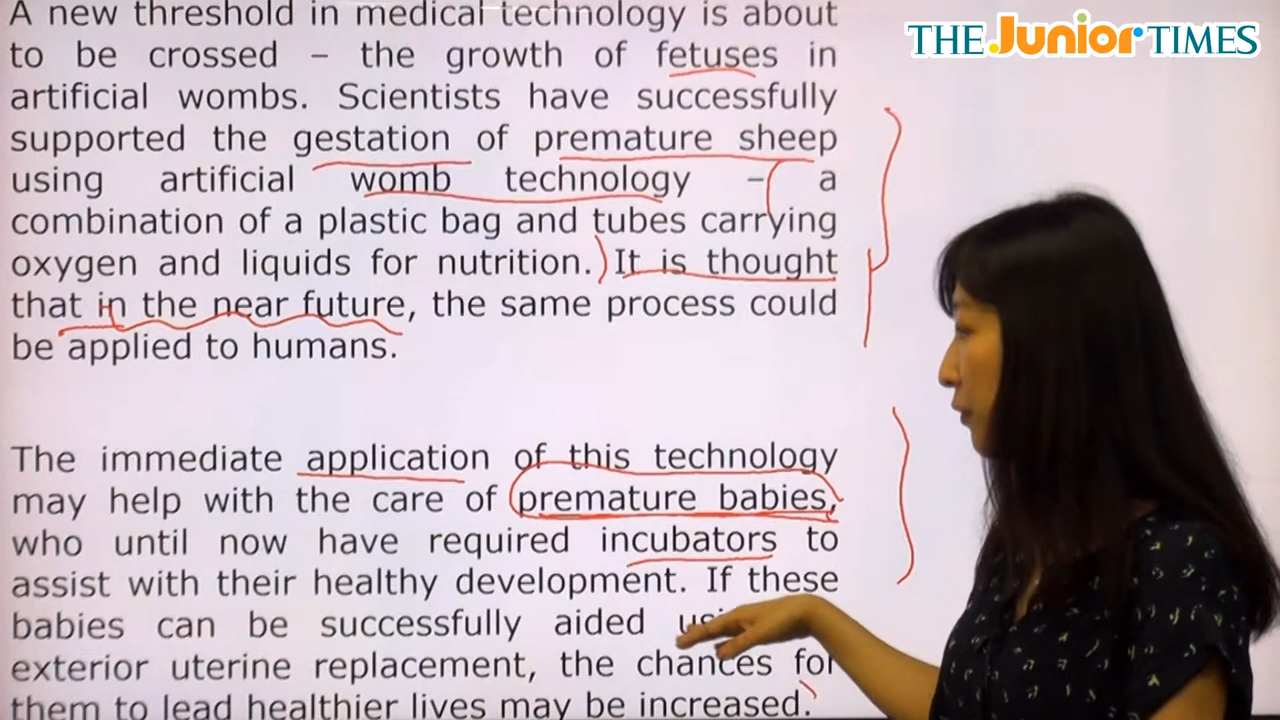 A new threshold in medical technology is about
to be crossed – the growth of fetuses in
artificial wombs. Scientists have successfully
supported the gestation of premature sheep
using artificial womb technology – a
combination of a plastic bag and tubes carrying
oxygen and liquids for nutrition. It is thought
that in the near future, the same process could
be applied to humans.
The immediate application of this technology
may help with the care of premature babies,
who until now have required incubators to
assist with their healthy development. If these
babies can be successfully aided
exterior uterine replacement, the chances for
them to lead healthier lives may be increased.
THE Junior TIMES